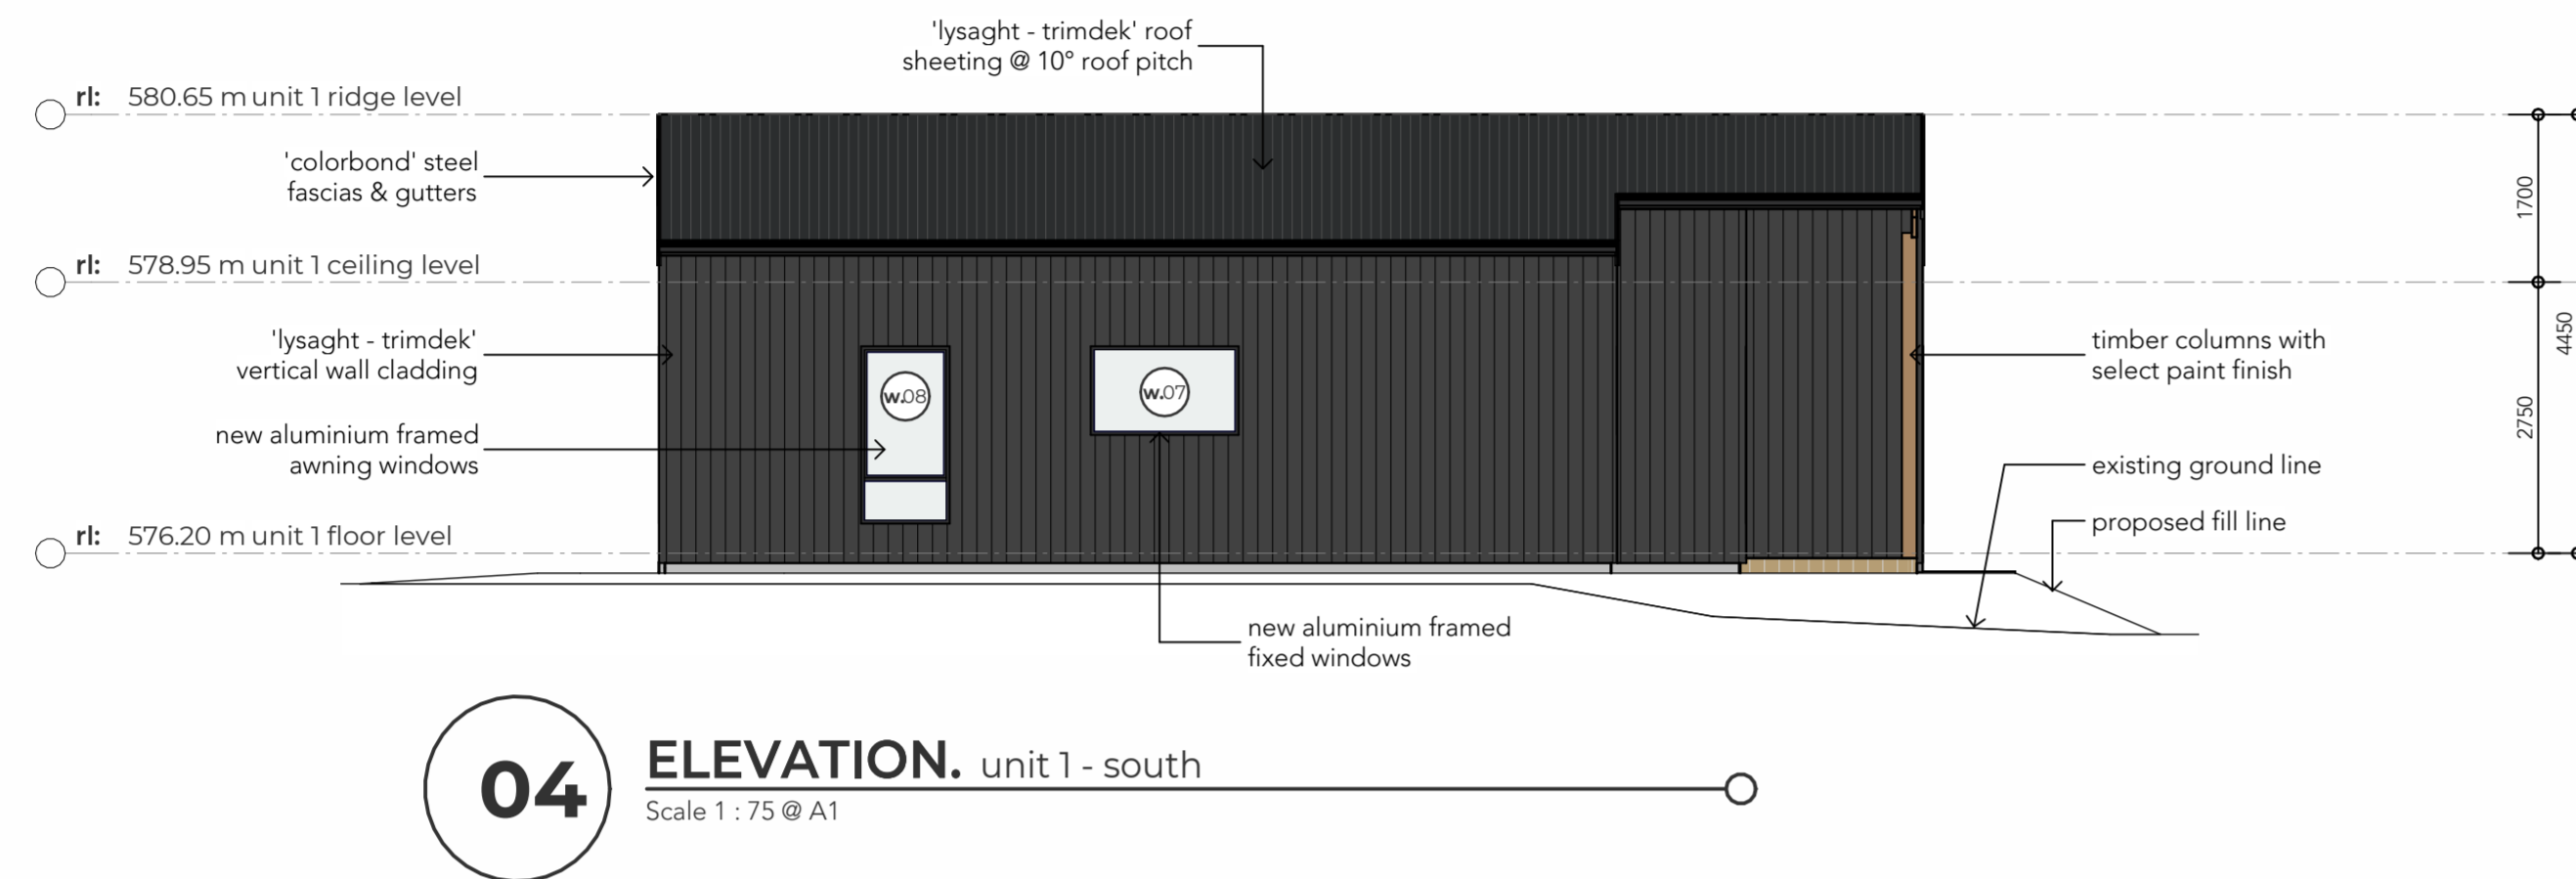 'lysaght - trimdek' roof
sheeting @ 10° roof pitch
rl: 580.65 m unit 1 ridge level
'colorbond' steel
fascias & gutters
1700
rl: 578.95 m unit 1 ceiling level
'lysaght - trimdek'
vertical wall cladding
timber columns with
select paint finish
4450
w.08
w.07
new aluminium framed
awning windows
2750
existing ground line
proposed fill line
rl: 576.20 m unit 1 floor level
new aluminium framed
fixed windows
04
ELEVATION. unit 1 - south
Scale 1 : 75 @ A1